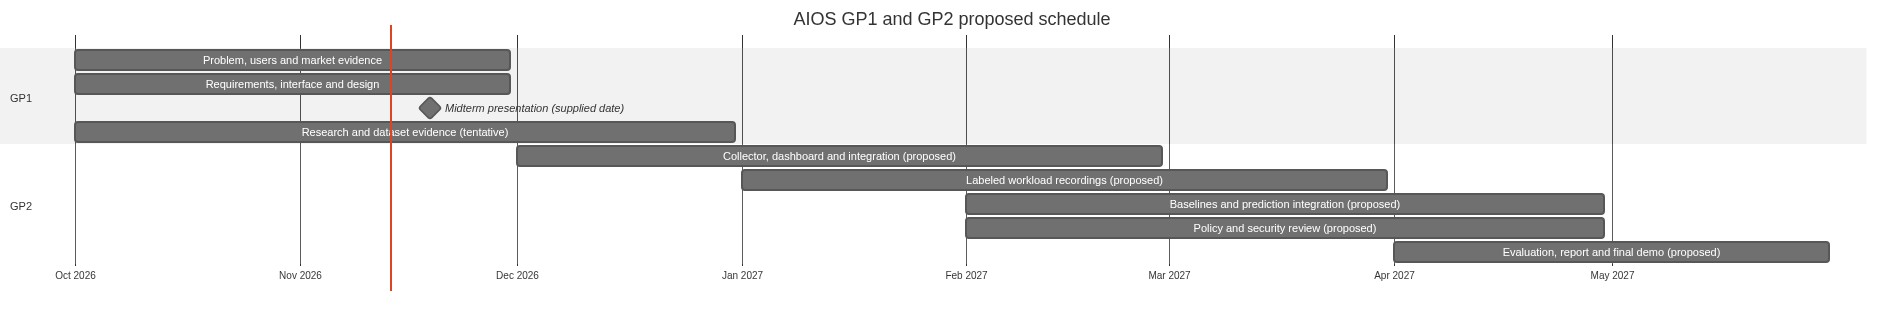 AIOS GP1 and GP2 proposed schedule
Problem, users and market evidence
Requirements, interface and design
GP1
Midterm presentation (supplied date)
Research and dataset evidence (tentative)
Collector, dashboard and integration (proposed)
Labeled workload recordings (proposed)
GP2
Baselines and prediction integration (proposed)
Policy and security review (proposed)
Evaluation, report and final demo (proposed)
Oct 2026 Nov 2026 Dec 2026 Jan 2027 Feb 2027 Mar 2027 Apr 2027 May 2027